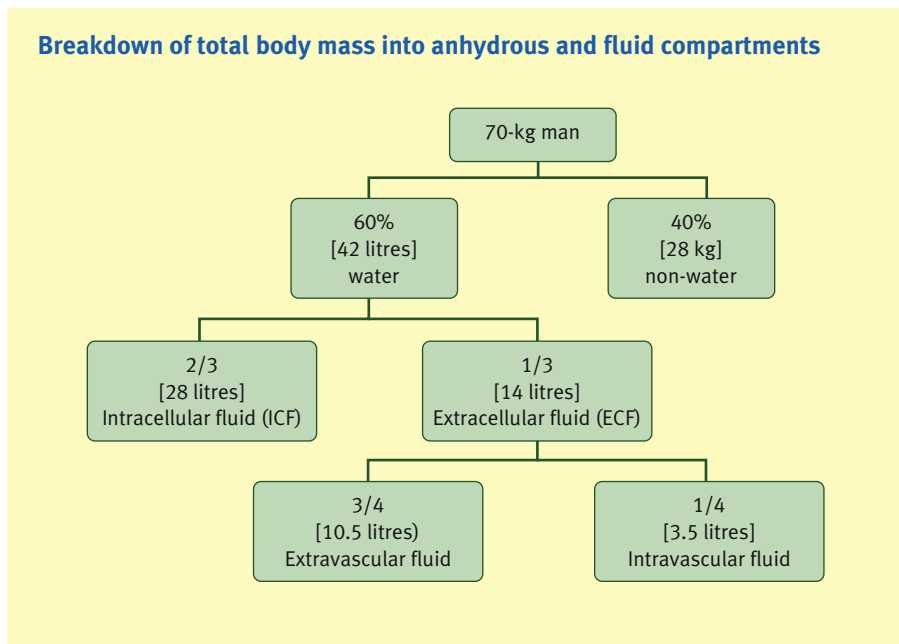 Breakdown of total body mass into anhydrous and fluid compartments
70-kg man
60%
[42 litres]
water
40%
[28 kg]
non-water
2/3
[28 litres]
Intracellular fluid (ICF)
1/3
[14 litres]
Extracellular fluid (ECF)
3/4
[10.5 litres)
Extravascular fluid
1/4
[3.5 litres]
Intravascular fluid